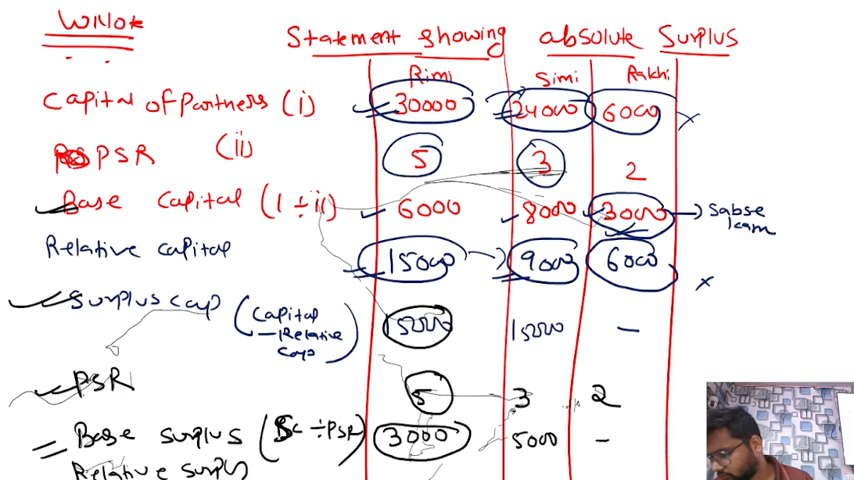 Statement showing absolute Surplus
Rimi Simi Rakhi
Capital of Partners (i) 30000 24000 6000 x
PSR (ii) 5 3 2
Base Capital (1 ÷ ii) 6000 8000 3000 → Sabse kam
Relative capital 15000 9000 6000 x
Surplus cap (Capital - Relative cap) 15000 15000 -
PSR 5 3 2
Base surplus (Sc ÷ PSR) 3000 5000 -
Relative surplus